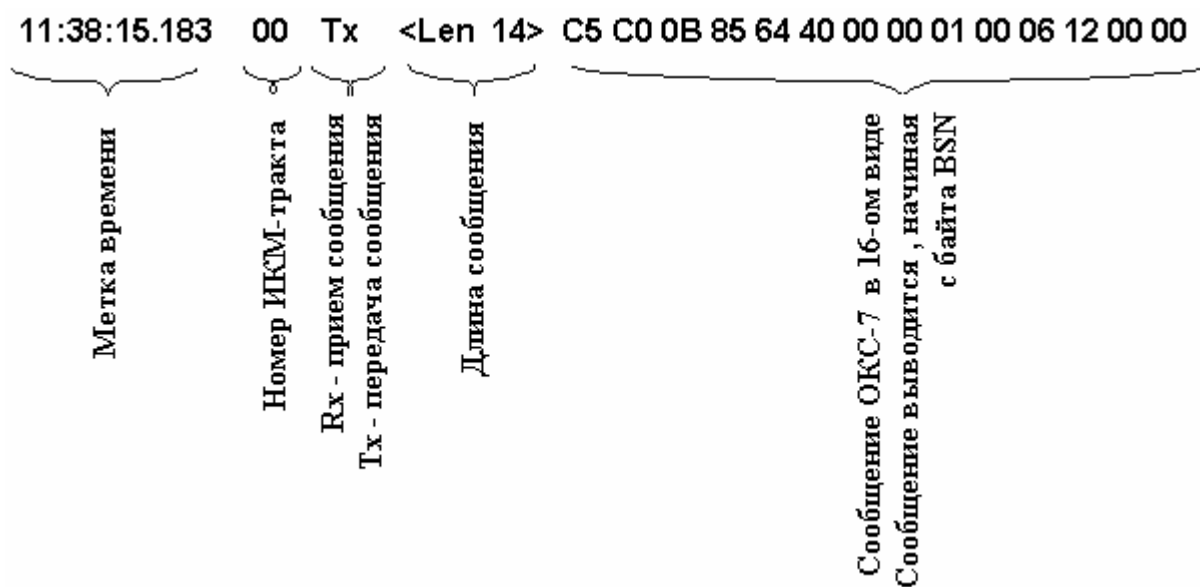 11:38:15.183 00 Tx <Len 14> C5 C0 0B 85 64 40 00 00 01 00 06 12 00 00
Метка времени
Номер ИКМ-тракта
Rx - прием сообщения
Tx - передача сообщения
Длина сообщения
Сообщение ОКС-7 в 16-ом виде
Сообщение выводится , начиная
с байта BSN